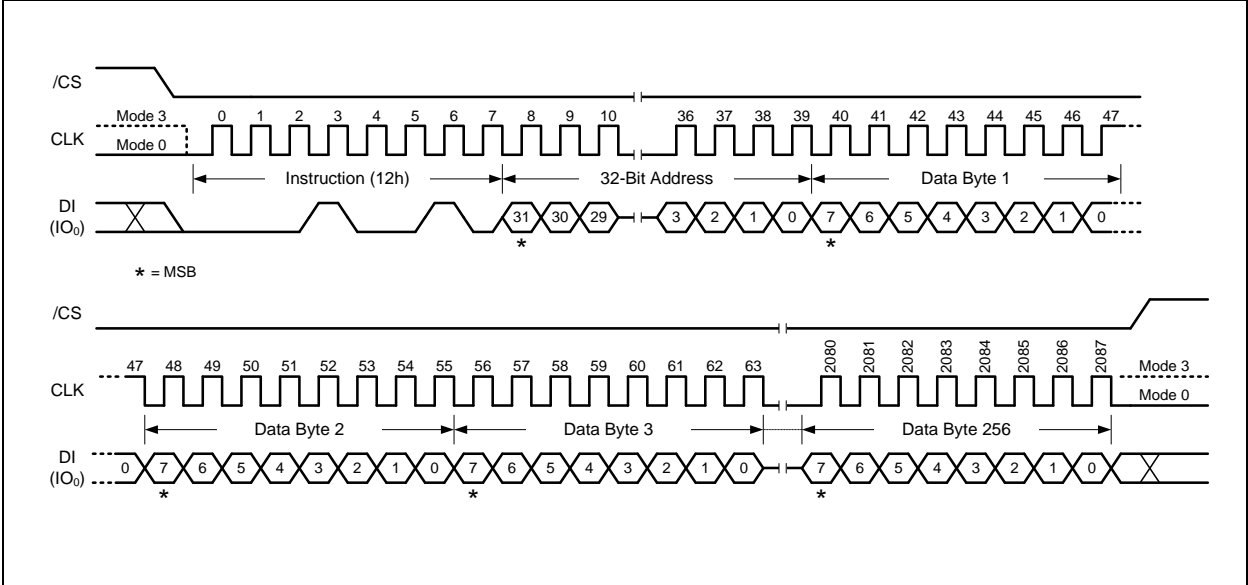 /CS
Mode 3 0 1 2 3 4 5 6 7 8 9 10 36 37 38 39 40 41 42 43 44 45 46 47
CLK
Mode 0
Instruction (12h) 32-Bit Address Data Byte 1
DI
(IO₀)
31 30 29 3 2 1 0 7 6 5 4 3 2 1 0
* *
* = MSB
/CS
47 48 49 50 51 52 53 54 55 56 57 58 59 60 61 62 63 2080 2081 2082 2083 2084 2085 2086 2087 Mode 3
CLK
Mode 0
Data Byte 2 Data Byte 3 Data Byte 256
DI
(IO₀)
0 7 6 5 4 3 2 1 0 7 6 5 4 3 2 1 0 7 6 5 4 3 2 1 0
* * *